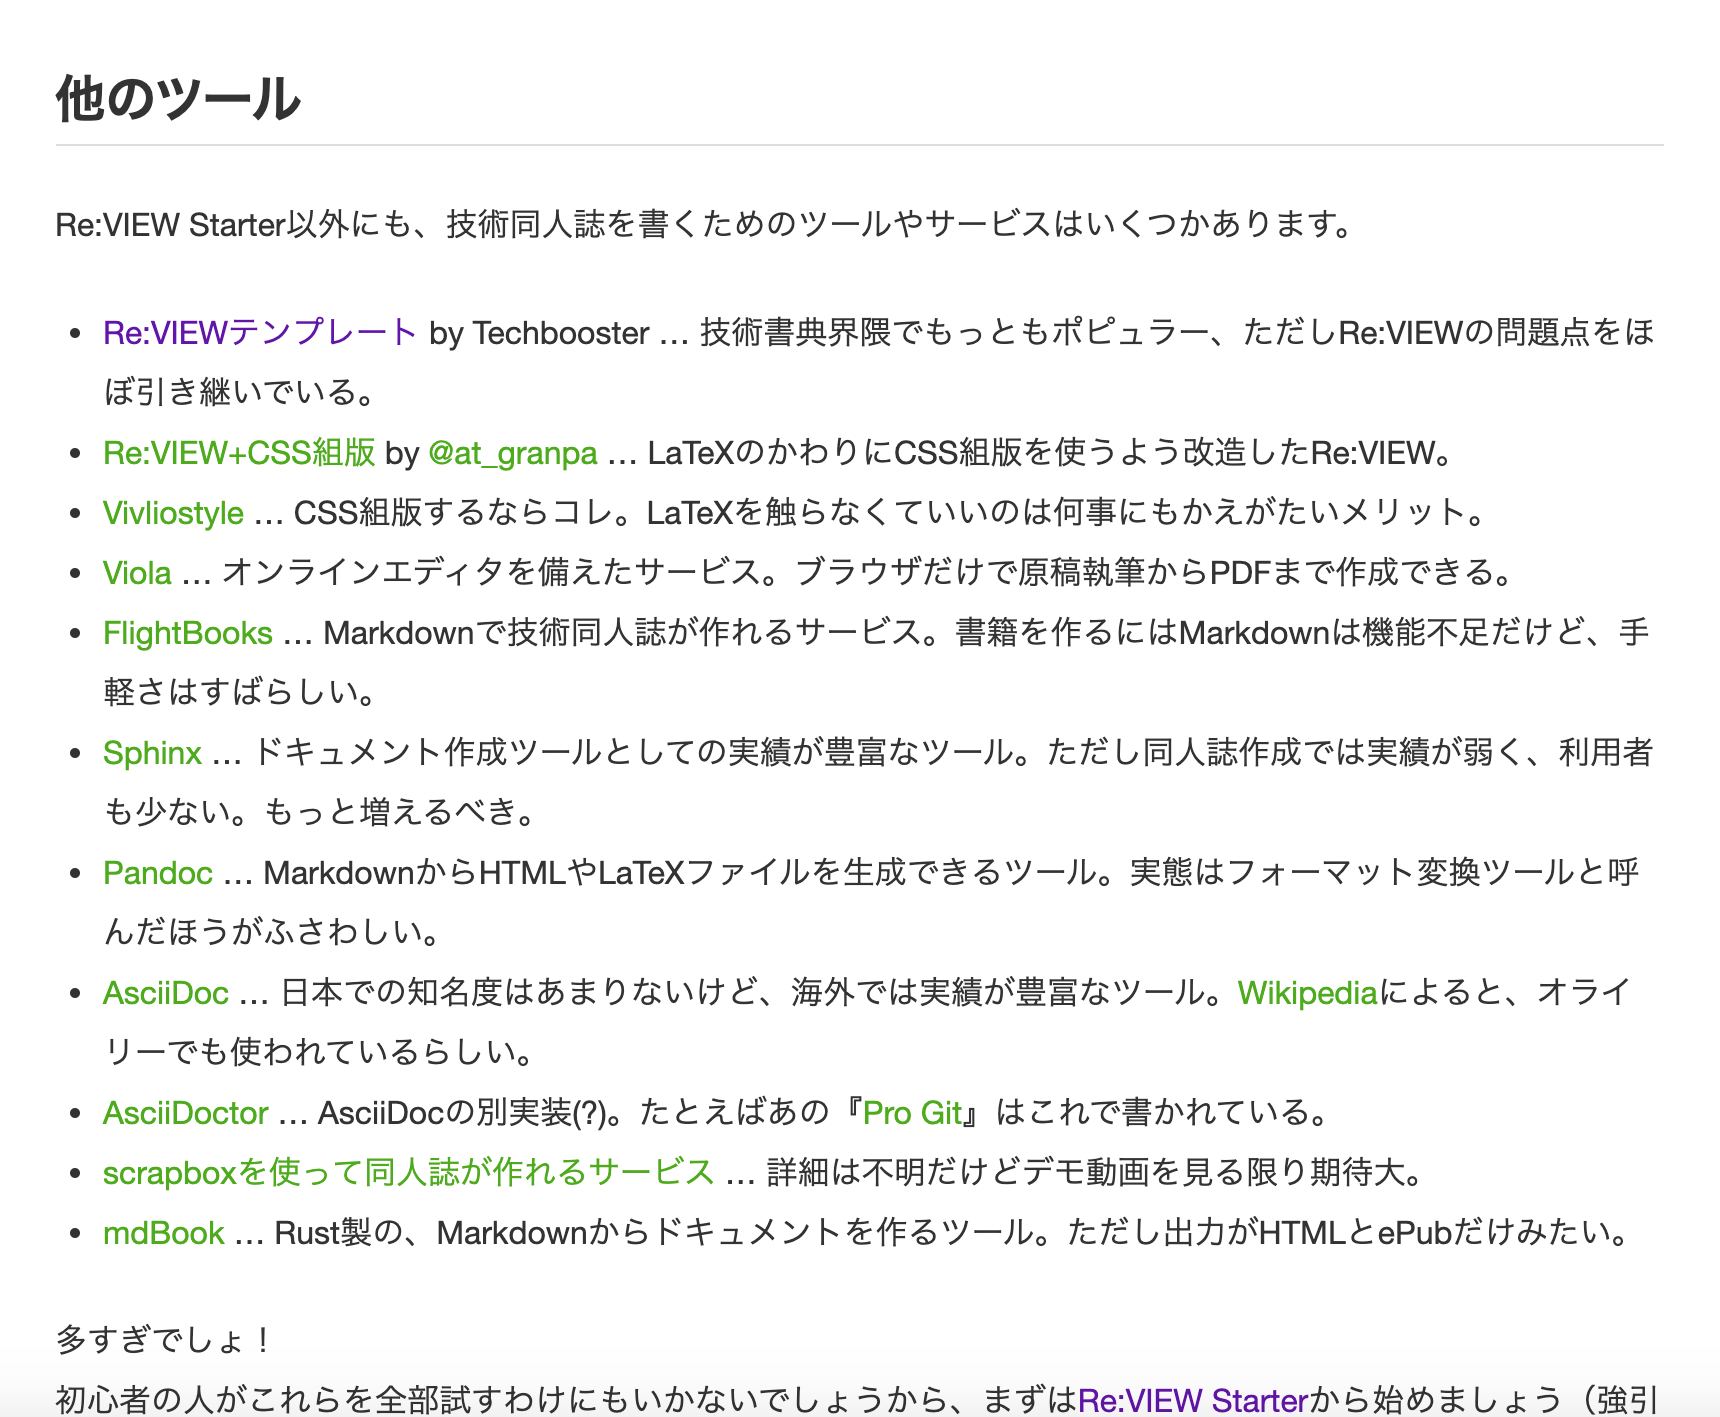 他のツール
Re:VIEW Starter以外にも、技術同人誌を書くためのツールやサービスはいくつかあります。
• Re:VIEWテンプレート by Techbooster … 技術書典界隈でもっともポピュラー、ただしRe:VIEWの問題点をほ
ぼ引き継いでいる。
• Re:VIEW+CSS組版 by @at_granpa … LaTeXのかわりにCSS組版を使うよう改造したRe:VIEW。
• Vivliostyle … CSS組版するならコレ。LaTeXを触らなくていいのは何事にもかえがたいメリット。
• Viola … オンラインエディタを備えたサービス。ブラウザだけで原稿執筆からPDFまで作成できる。
• FlightBooks … Markdownで技術同人誌が作れるサービス。書籍を作るにはMarkdownは機能不足だけど、手
軽さはすばらしい。
• Sphinx … ドキュメント作成ツールとしての実績が豊富なツール。ただし同人誌作成では実績が弱く、利用者
も少ない。もっと増えるべき。
• Pandoc … MarkdownからHTMLやLaTeXファイルを生成できるツール。実態はフォーマット変換ツールと呼
んだほうがふさわしい。
• AsciiDoc … 日本での知名度はあまりないけど、海外では実績が豊富なツール。Wikipediaによると、オライ
リーでも使われているらしい。
• AsciiDoctor … AsciiDocの別実装(?)。たとえばあの『Pro Git』はこれで書かれている。
• scrapboxを使って同人誌が作れるサービス … 詳細は不明だけどデモ動画を見る限り期待大。
• mdBook … Rust製の、Markdownからドキュメントを作るツール。ただし出力がHTMLとePubだけみたい。
多すぎでしょ！
初心者の人がこれらを全部試すわけにもいかないでしょうから、まずはRe:VIEW Starterから始めましょう（強引